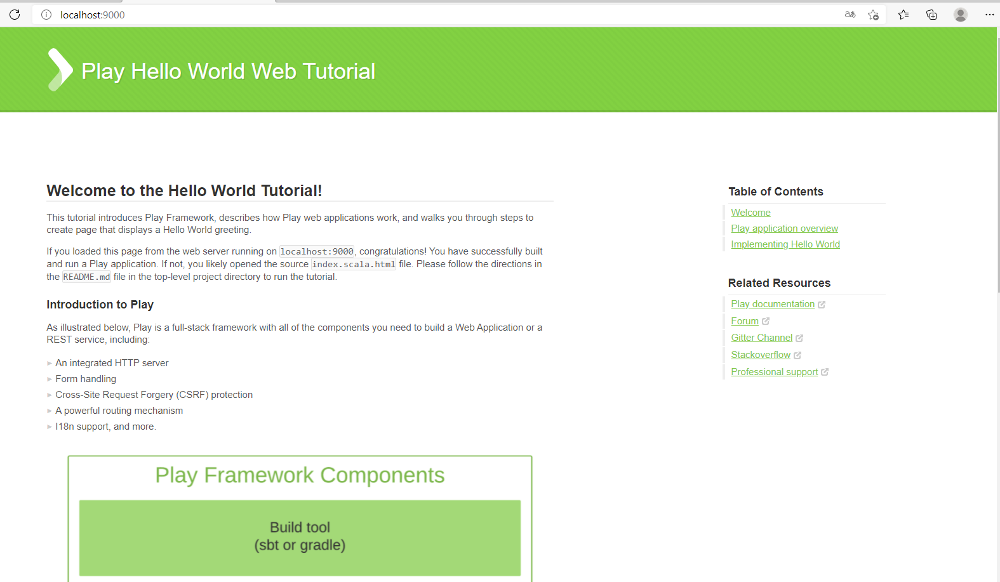 localhost:9000
Play Hello World Web Tutorial
Welcome to the Hello World Tutorial!
This tutorial introduces Play Framework, describes how Play web applications work, and walks you through steps to
create page that displays a Hello World greeting.
If you loaded this page from the web server running on localhost:9000, congratulations! You have successfully built
and run a Play application. If not, you likely opened the source index.scala.html file. Please follow the directions in
the README.md file in the top-level project directory to run the tutorial.
Introduction to Play
As illustrated below, Play is a full-stack framework with all of the components you need to build a Web Application or a
REST service, including:
An integrated HTTP server
Form handling
Cross-Site Request Forgery (CSRF) protection
A powerful routing mechanism
I18n support, and more.
Play Framework Components
Build tool
(sbt or gradle)
Table of Contents
Welcome
Play application overview
Implementing Hello World
Related Resources
Play documentation
Forum
Gitter Channel
Stackoverflow
Professional support